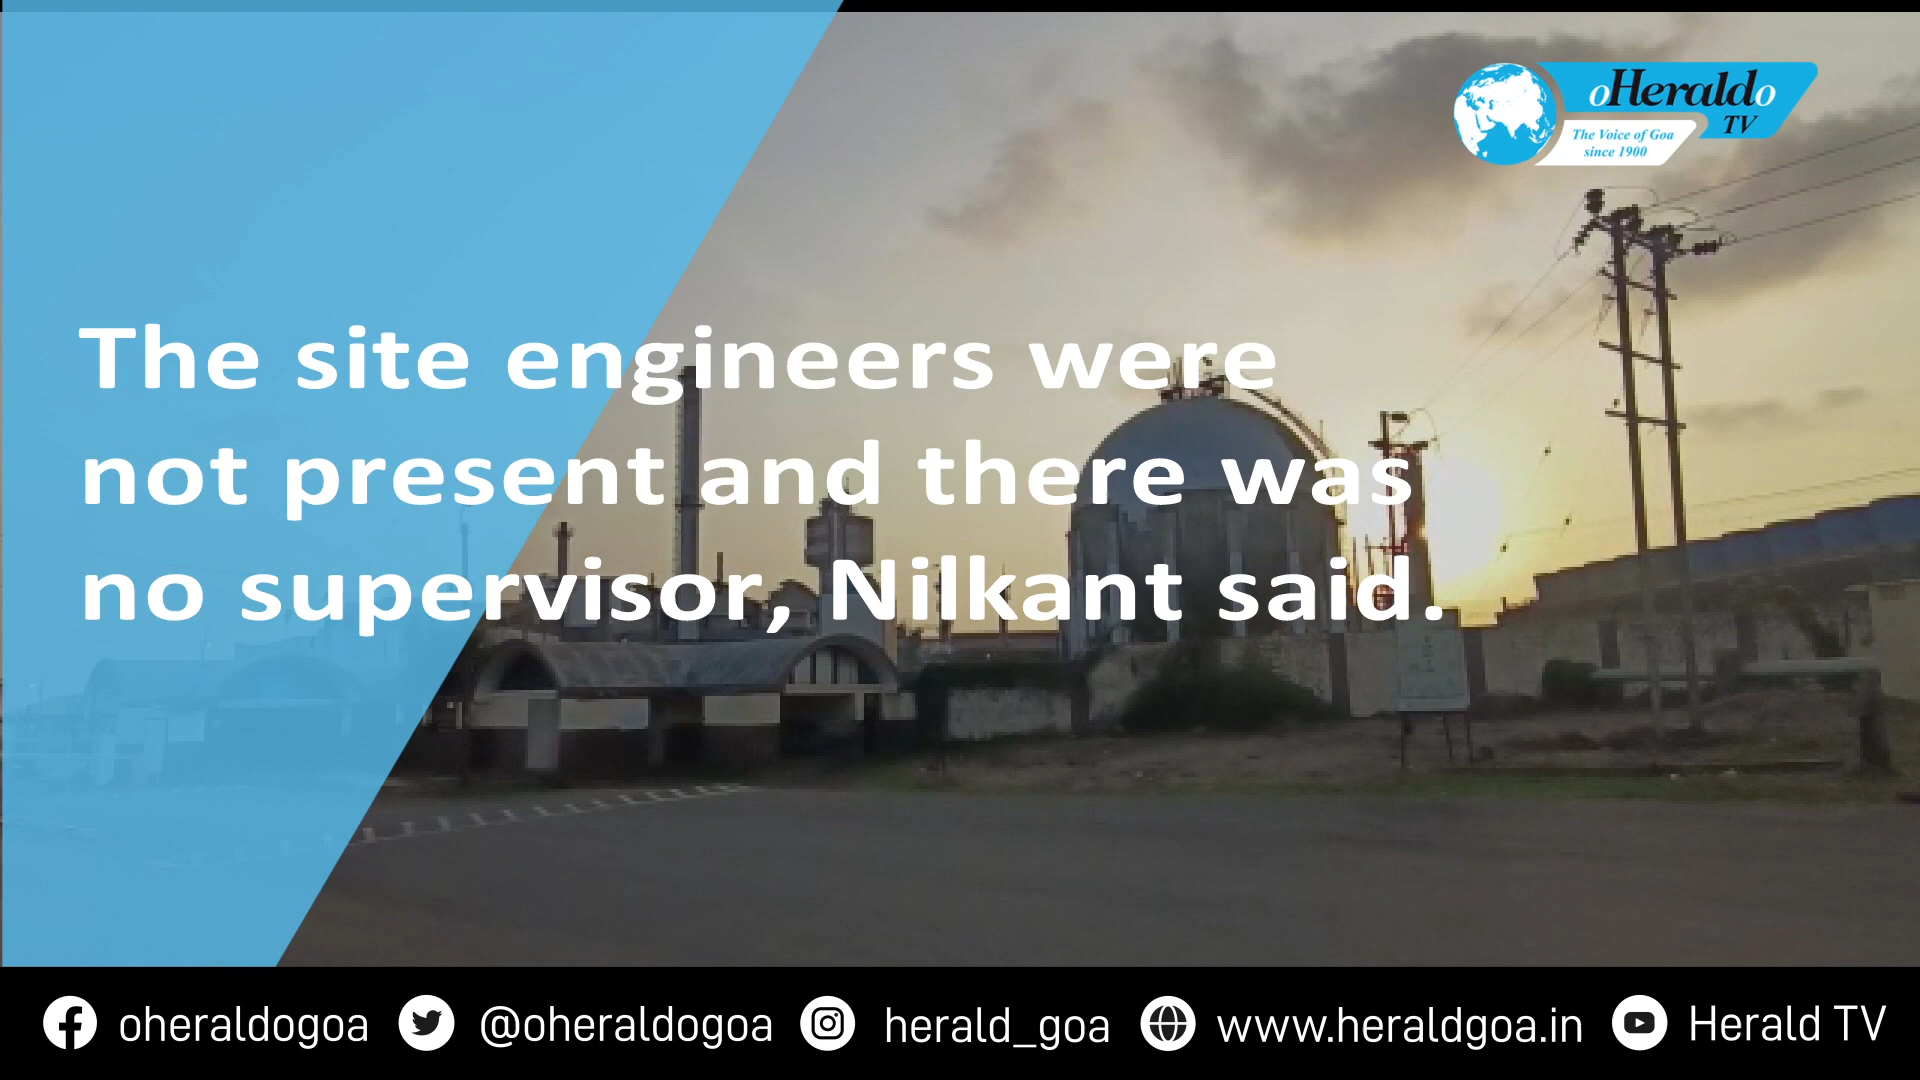 oHeraldo
TV
The Voice of Goa
since 1900
The site engineers were
not present and there was
no supervisor, Nilkant said.
oheraldogoa
@oheraldogoa
herald_goa
www.heraldgoa.in
Herald TV